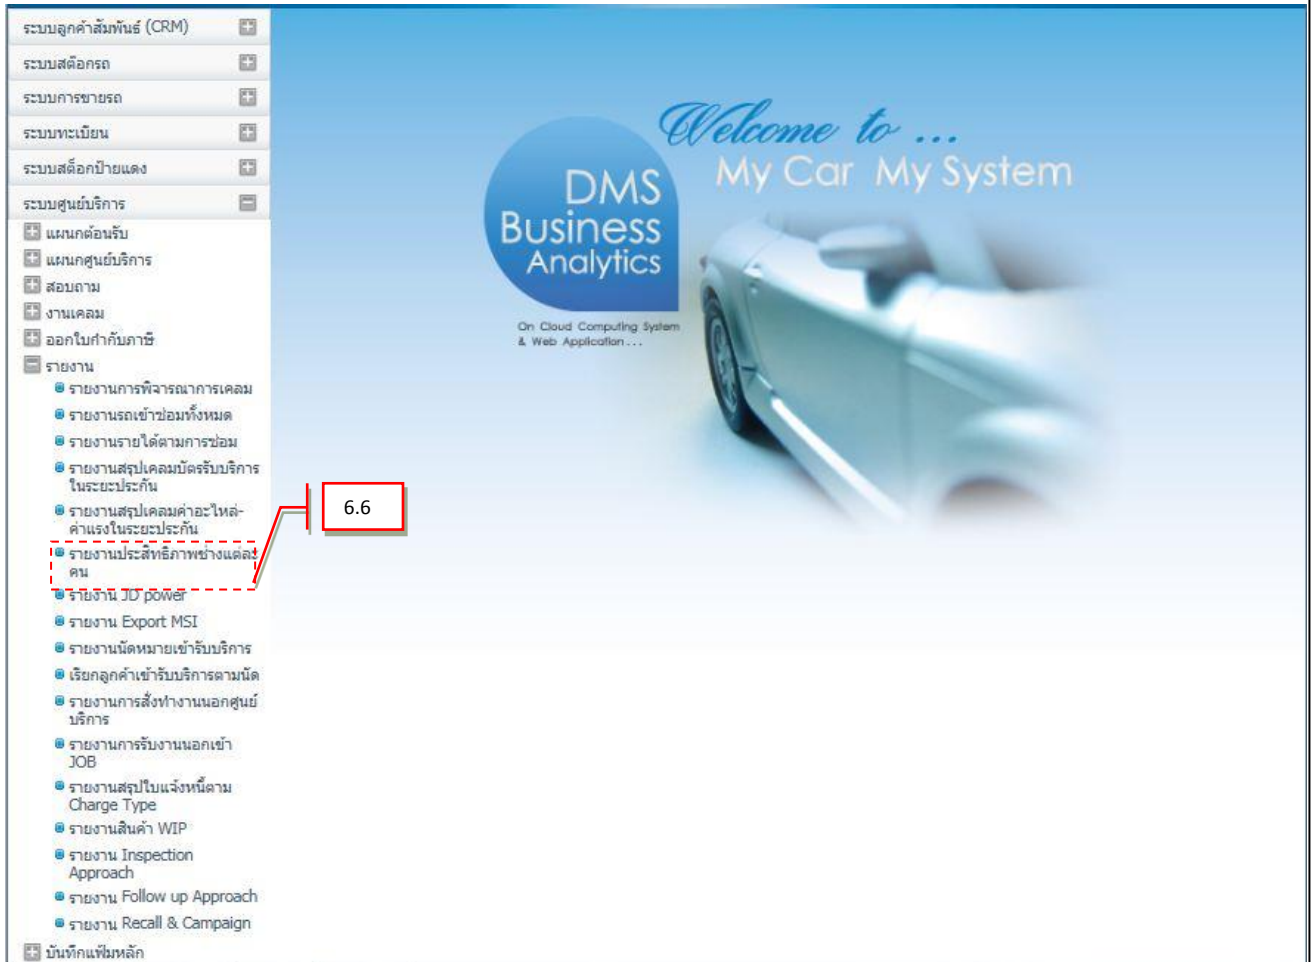 ระบบลูกค้าสัมพันธ์ (CRM)
ระบบสต๊อกรถ
ระบบการขายรถ
ระบบทะเบียน
ระบบสต็อกป้ายแดง
ระบบศูนย์บริการ
แผนกต้อนรับ
แผนกศูนย์บริการ
สอบถาม
งานเคลม
ออกใบกำกับภาษี
รายงาน
รายงานการพิจารณาการเคลม
รายงานรถเข้าซ่อมทั้งหมด
รายงานรายได้ตามการซ่อม
รายงานสรุปเคลมบัตรรับบริการ
ในระยะประกัน
รายงานสรุปเคลมค่าอะไหล่-
ค่าแรงในระยะประกัน
รายงานประสิทธิภาพช่างแต่ละ
คน
รายงาน JD power
รายงาน Export MSI
รายงานนัดหมายเข้ารับบริการ
เรียกลูกค้าเข้ารับบริการตามนัด
รายงานการสั่งทำงานนอกศูนย์
บริการ
รายงานการรับงานนอกเข้า
JOB
รายงานสรุปใบแจ้งหนี้ตาม
Charge Type
รายงานสินค้า WIP
รายงาน Inspection
Approach
รายงาน Follow up Approach
รายงาน Recall & Campaign
บันทึกแฟ้มหลัก
6.6
Welcome to ...
My Car My System
DMS
Business
Analytics
On Cloud Computing System
& Web Application...